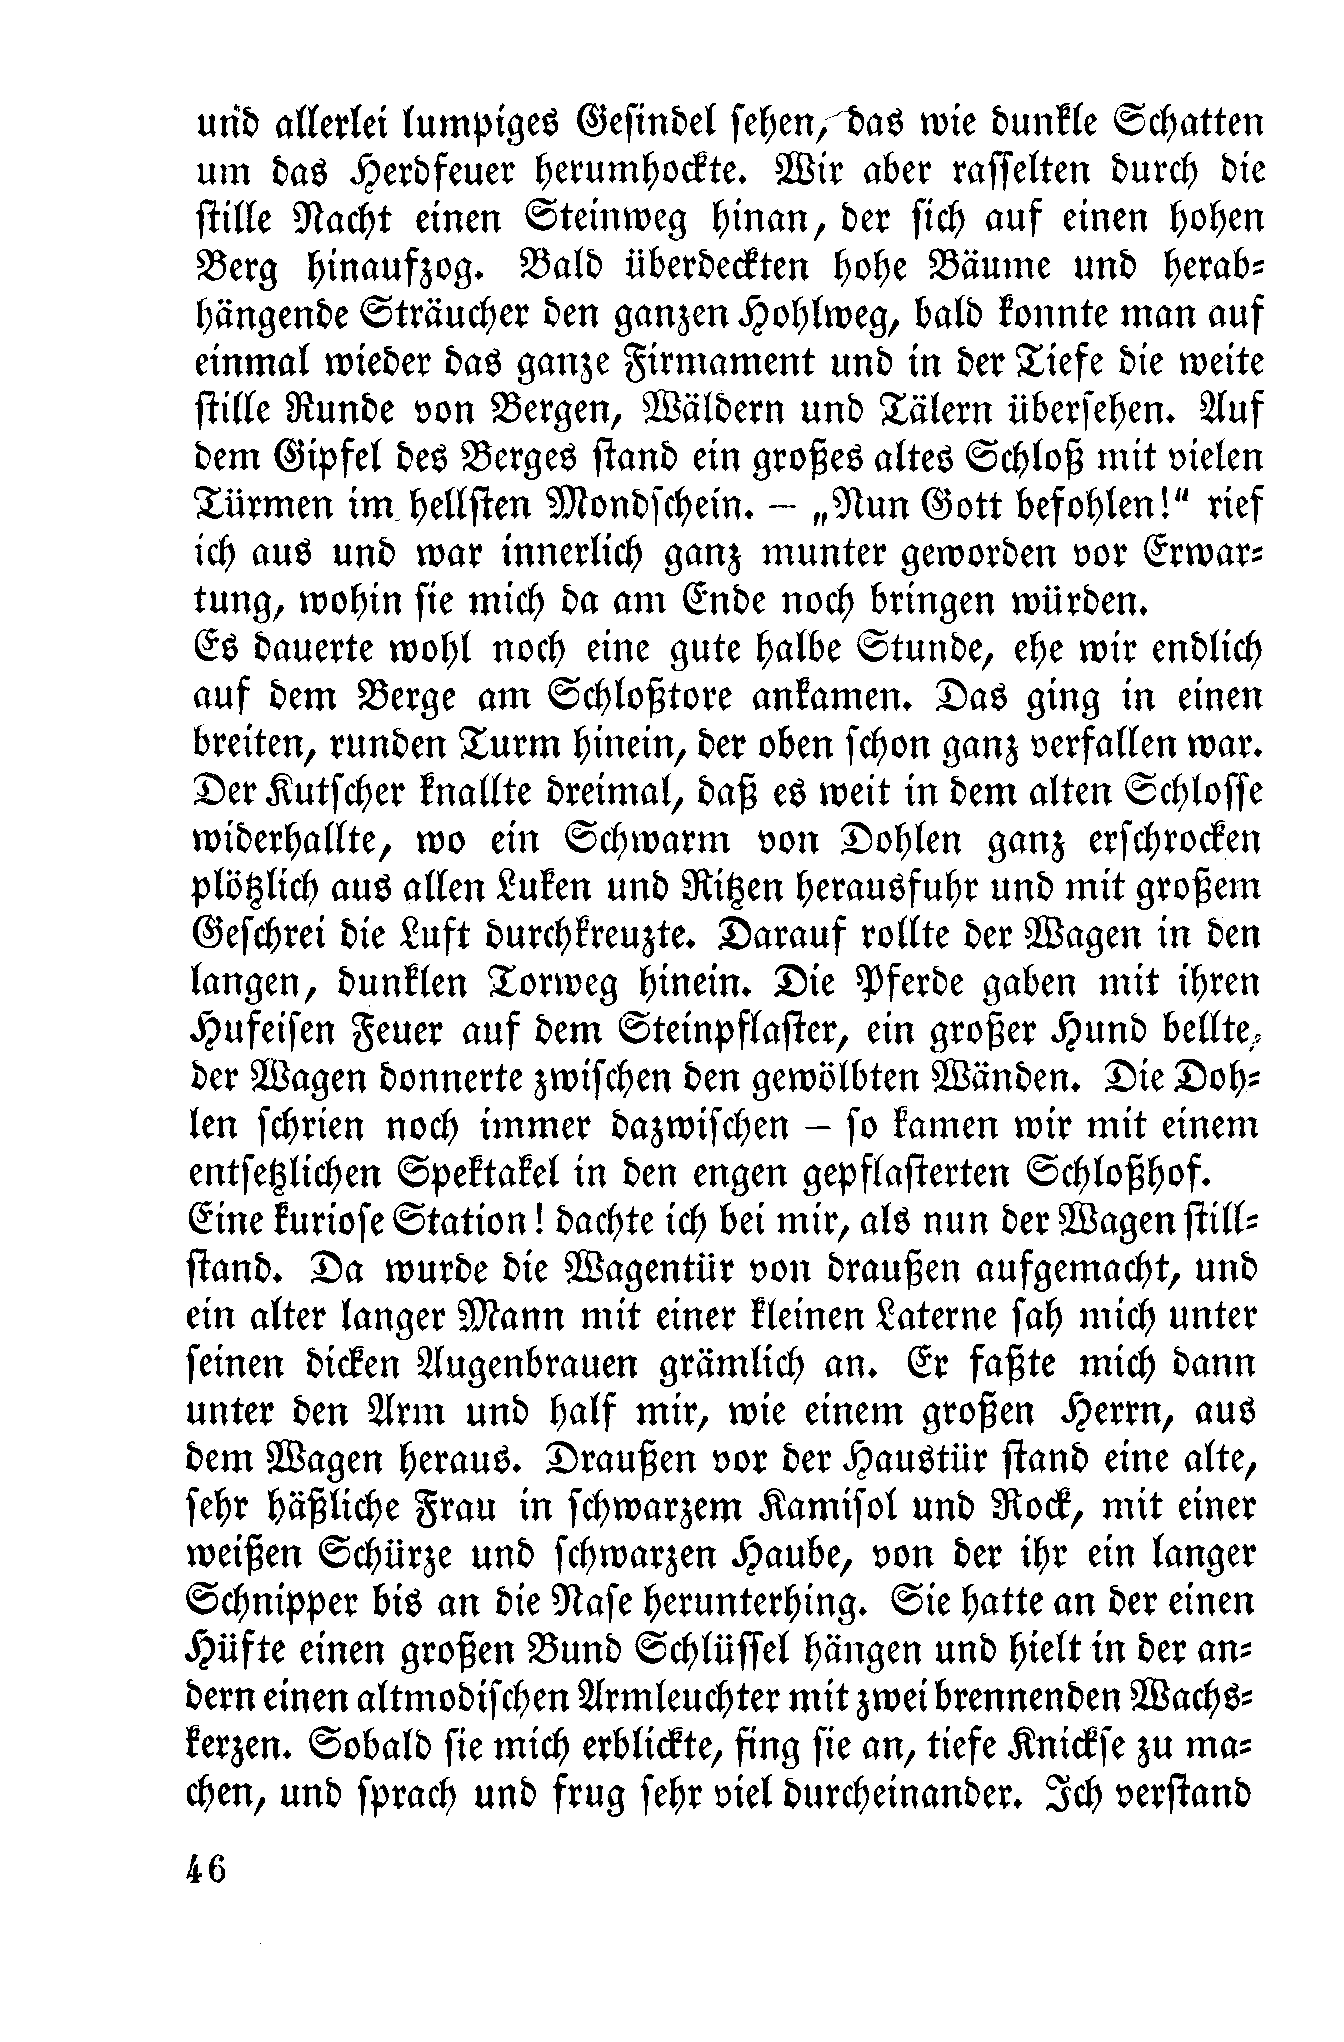 und allerlei lumpiges Gesindel sehen, das wie dunkle Schatten
um das Herdfeuer herumhockte. Wir aber rasselten durch die
stille Nacht einen Steinweg hinan, der sich auf einen hohen
Berg hinaufzog. Bald überdeckten hohe Bäume und herab-
hängende Sträucher den ganzen Hohlweg, bald konnte man auf
einmal wieder das ganze Firmament und in der Tiefe die weite
stille Runde von Bergen, Wäldern und Tälern übersehen. Auf
dem Gipfel des Berges stand ein großes altes Schloß mit vielen
Türmen im hellsten Mondschein. — „Nun Gott befohlen!“ rief
ich aus und war innerlich ganz munter geworden vor Erwar-
tung, wohin sie mich da am Ende noch bringen würden.
Es dauerte wohl noch eine gute halbe Stunde, ehe wir endlich
auf dem Berge am Schloßtore ankamen. Das ging in einen
breiten, runden Turm hinein, der oben schon ganz verfallen war.
Der Kutscher knallte dreimal, daß es weit in dem alten Schlosse
widerhallte, wo ein Schwarm von Dohlen ganz erschrocken
plötzlich aus allen Luken und Ritzen herausfuhr und mit großem
Geschrei die Luft durchkreuzte. Darauf rollte der Wagen in den
langen, dunklen Torweg hinein. Die Pferde gaben mit ihren
Hufeisen Feuer auf dem Steinpflaster, ein großer Hund bellte,
der Wagen donnerte zwischen den gewölbten Wänden. Die Doh-
len schrien noch immer dazwischen — so kamen wir mit einem
entsetzlichen Spektakel in den engen gepflasterten Schloßhof.
Eine kuriose Station! dachte ich bei mir, als nun der Wagen still-
stand. Da wurde die Wagentür von draußen aufgemacht, und
ein alter langer Mann mit einer kleinen Laterne sah mich unter
seinen dicken Augenbrauen grämlich an. Er faßte mich dann
unter den Arm und half mir, wie einem großen Herrn, aus
dem Wagen heraus. Draußen vor der Haustür stand eine alte,
sehr häßliche Frau in schwarzem Kamisol und Rock, mit einer
weißen Schürze und schwarzen Haube, von der ihr ein langer
Schnipper bis an die Nase herunterhing. Sie hatte an der einen
Hüfte einen großen Bund Schlüssel hängen und hielt in der an-
dern einen altmodischen Armleuchter mit zwei brennenden Wachs-
kerzen. Sobald sie mich erblickte, fing sie an, tiefe Knickse zu ma-
chen, und sprach und frug sehr viel durcheinander. Ich verstand
46